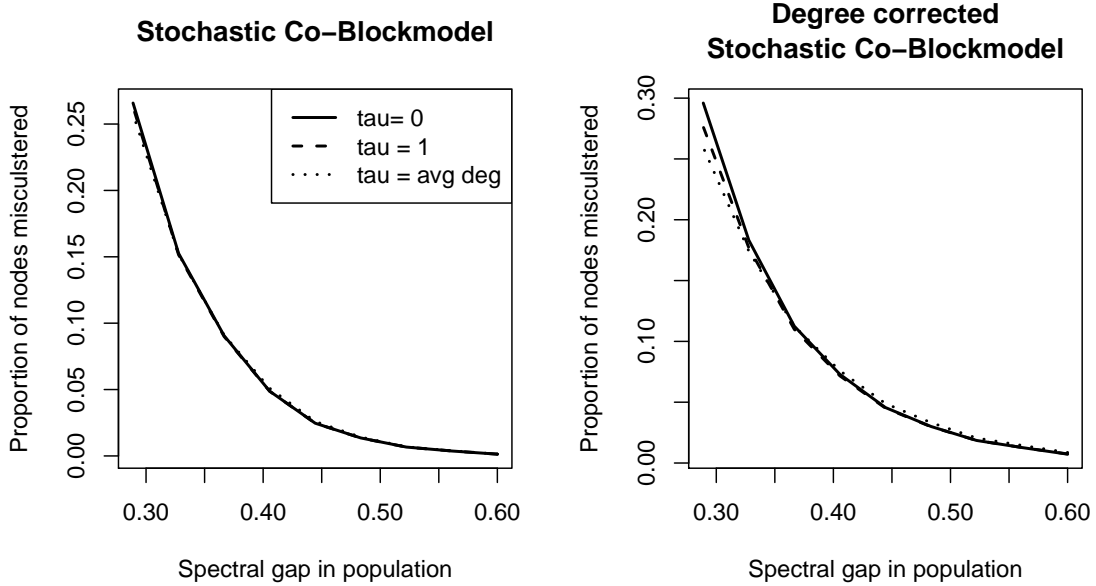 Stochastic Co−Blockmodel
Proportion of nodes misculstered
0.00 0.05 0.10 0.15 0.20 0.25
tau= 0
tau = 1
tau = avg deg
0.30 0.40 0.50 0.60
Spectral gap in population
Degree corrected
Stochastic Co−Blockmodel
Proportion of nodes misculstered
0.00 0.10 0.20 0.30
0.30 0.40 0.50 0.60
Spectral gap in population